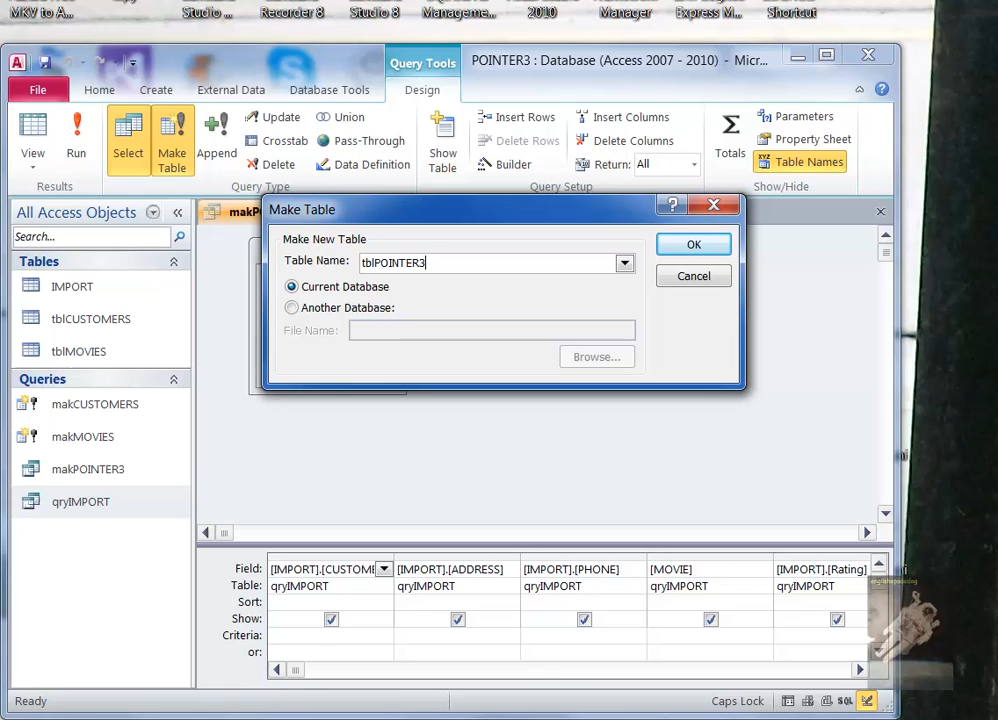 MKV to A...
Studio ...
Recorder 8
Studio 8
Manageme...
2010
Manager
Express M...
Shortcut
Query Tools
POINTER3 : Database (Access 2007 - 2010) - Micr...
File
Home
Create
External Data
Database Tools
Design
View
Run
Select
Make Table
Append
Update
Crosstab
Delete
Union
Pass-Through
Data Definition
Show Table
Insert Rows
Delete Rows
Builder
Insert Columns
Delete Columns
Return: All
Totals
Parameters
Property Sheet
Table Names
Results
Query Type
Query Setup
Show/Hide
All Access Objects
Search...
Tables
IMPORT
tblCUSTOMERS
tblMOVIES
Queries
makCUSTOMERS
makMOVIES
makPOINTER3
qryIMPORT
makP
Make Table
Make New Table
Table Name: tblPOINTER3
Current Database
Another Database:
File Name:
Browse...
OK
Cancel
Field: [IMPORT].[CUSTOME [IMPORT].[ADDRESS] [IMPORT].[PHONE] [MOVIE] [IMPORT].[Rating]
Table: qryIMPORT qryIMPORT qryIMPORT qryIMPORT qryIMPORT
Sort:
Show:
Criteria:
or:
Ready
Caps Lock
SQL